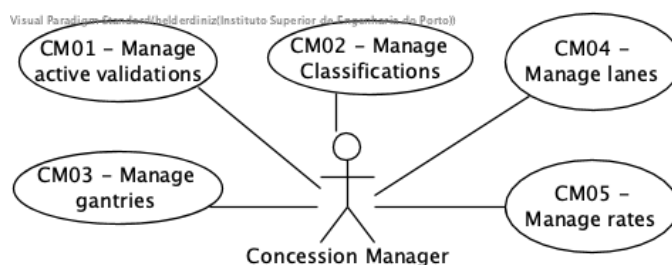 Visual Paradigm Standard(helderdiniz(Instituto Superior de Engenharia do Porto))
CM01 – Manage
active validations
CM02 – Manage
Classifications
CM04 –
Manage lanes
CM03 – Manage
gantries
CM05 –
Manage rates
Concession Manager